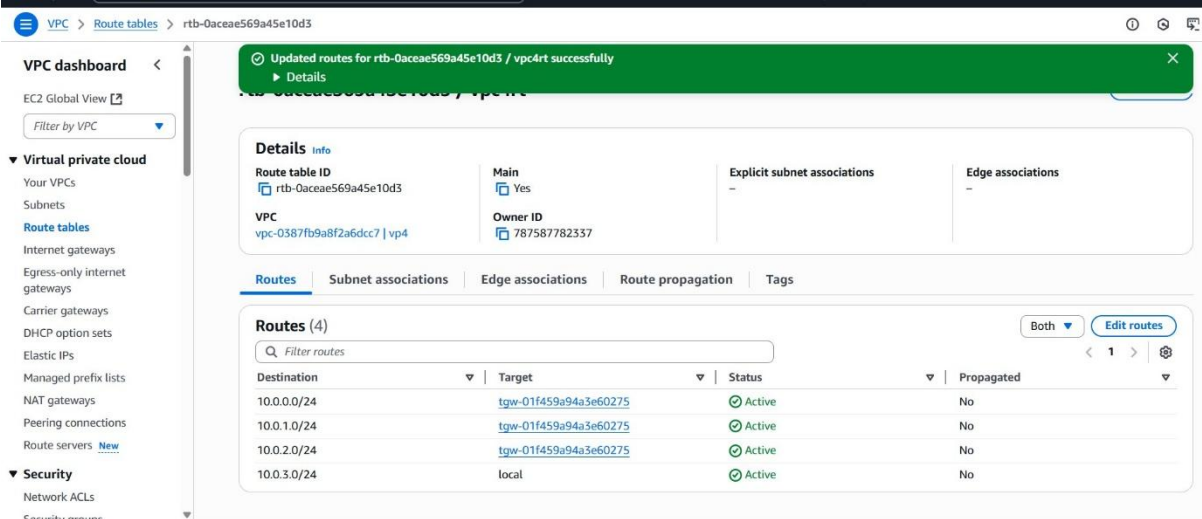 VPC > Route tables > rtb-0aceae569a45e10d3
VPC dashboard
EC2 Global View
Filter by VPC
Virtual private cloud
Your VPCs
Subnets
Route tables
Internet gateways
Egress-only internet
gateways
Carrier gateways
DHCP option sets
Elastic IPs
Managed prefix lists
NAT gateways
Peering connections
Route servers New
Security
Network ACLs
Security groups
Updated routes for rtb-0aceae569a45e10d3 / vpc4rt successfully
Details
rtb-0aceae569a45e10d3 / vpc4rt
Details Info
Route table ID
rtb-0aceae569a45e10d3
Main
Yes
Explicit subnet associations
–
Edge associations
–
VPC
vpc-0387fb9a8f2a6dcc7 | vp4
Owner ID
787587782337
Routes Subnet associations Edge associations Route propagation Tags
Routes (4)
Both
Edit routes
Filter routes
1
Destination Target Status Propagated
10.0.0.0/24 tgw-01f459a94a3e60275 Active No
10.0.1.0/24 tgw-01f459a94a3e60275 Active No
10.0.2.0/24 tgw-01f459a94a3e60275 Active No
10.0.3.0/24 local Active No